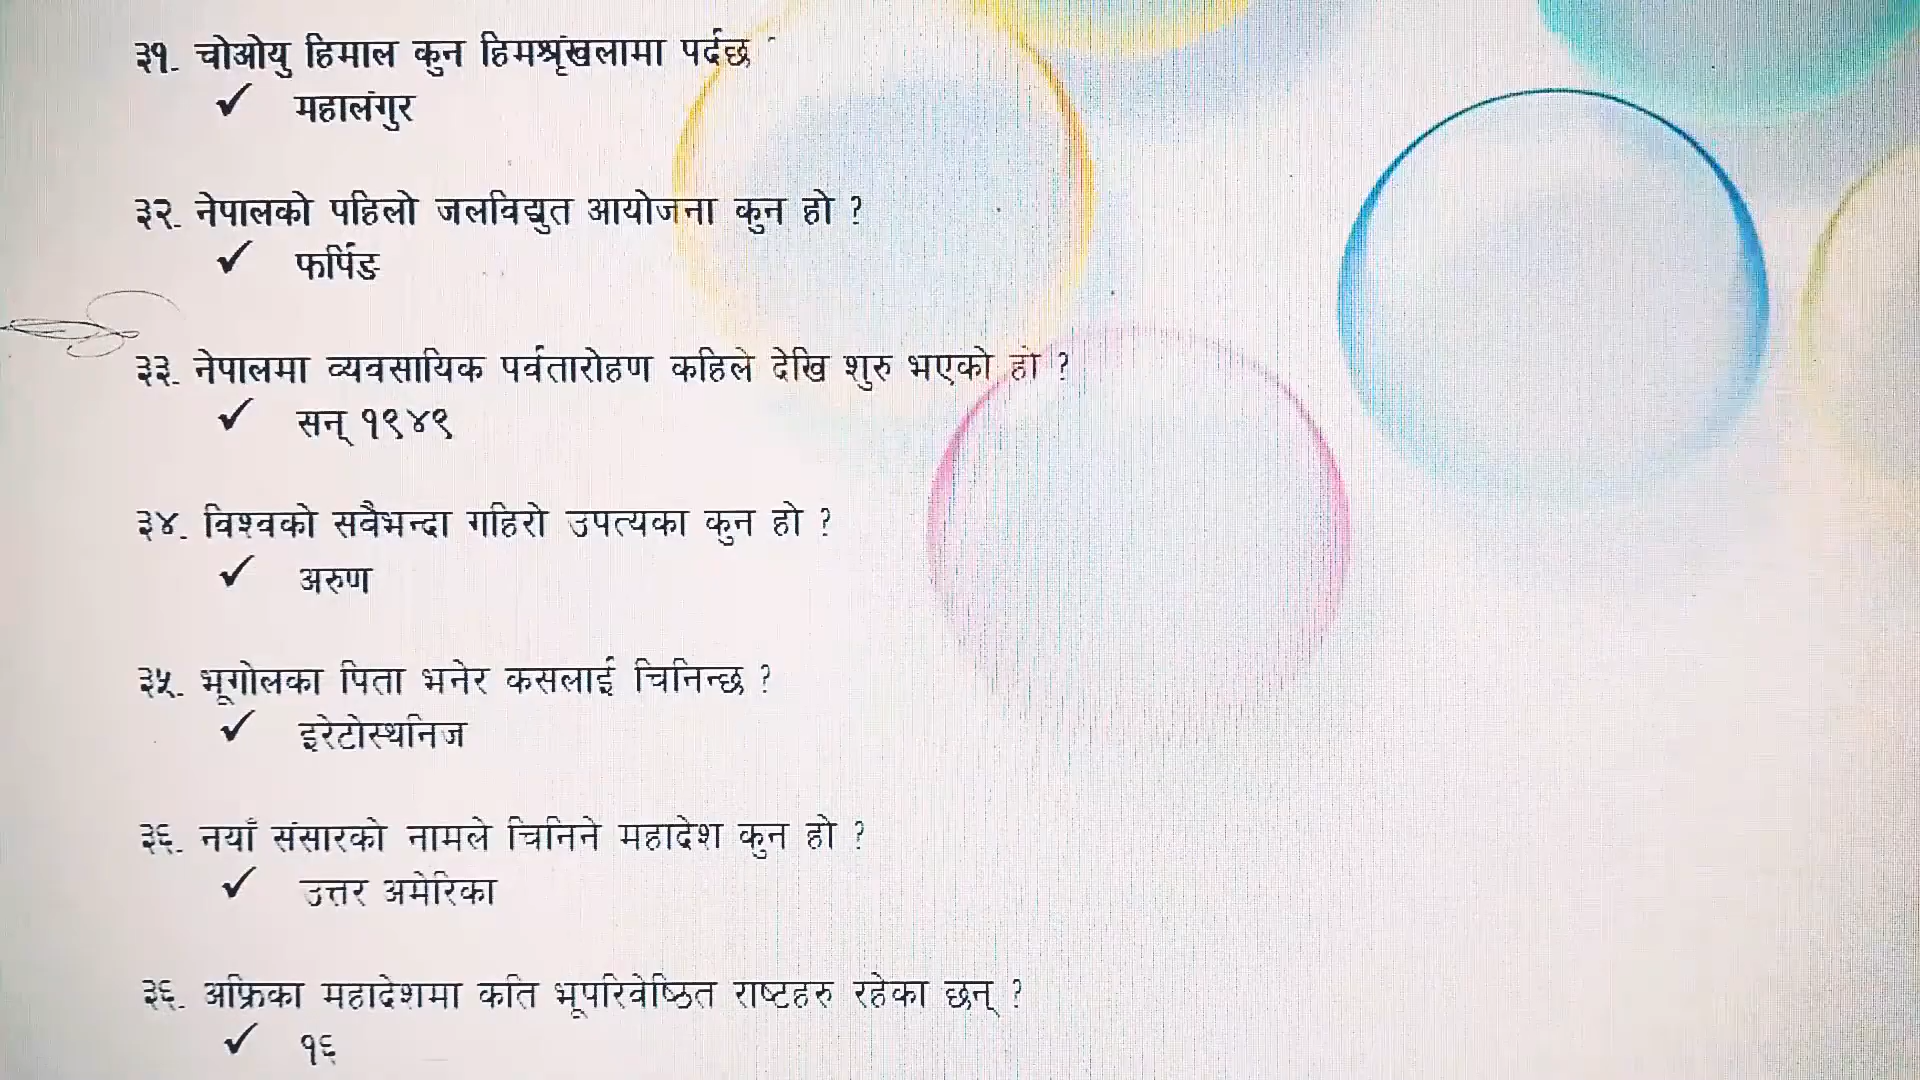 ३१. चोओयु हिमाल कुन हिमश्रृंखलामा पर्दछ
✓ महालंगुर
३२. नेपालको पहिलो जलविद्युत आयोजना कुन हो ?
✓ फर्पिङ
३३. नेपालमा व्यवसायिक पर्वतारोहण कहिले देखि शुरु भएको हो ?
✓ सन् १९४९
३४. विश्वको सवैभन्दा गहिरो उपत्यका कुन हो ?
✓ अरुण
३५. भूगोलका पिता भनेर कसलाई चिनिन्छ ?
✓ इरेटोस्थनिज
३६. नयाँ संसारको नामले चिनिने महादेश कुन हो ?
✓ उत्तर अमेरिका
३६. अफ्रिका महादेशमा कति भूपरिवेष्ठित राष्टहरु रहेका छन् ?
✓ १६